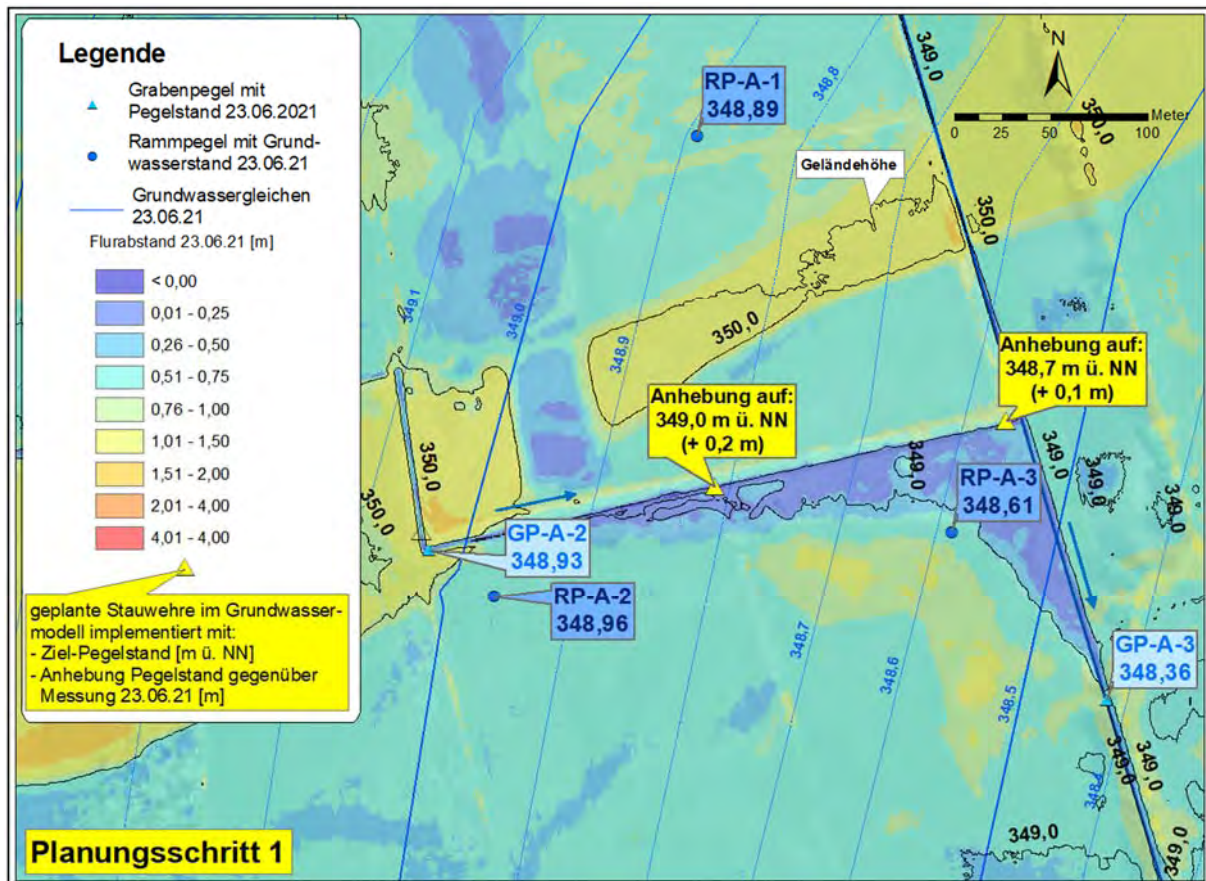 Legende
Grabenpegel mit
Pegelstand 23.06.2021
Rammpegel mit Grund-
wasserstand 23.06.21
Grundwassergleichen
23.06.21
Flurabstand 23.06.21 [m]
< 0,00
0,01 - 0,25
0,26 - 0,50
0,51 - 0,75
0,76 - 1,00
1,01 - 1,50
1,51 - 2,00
2,01 - 4,00
4,01 - 4,00
geplante Stauwehre im Grundwasser-
modell implementiert mit:
- Ziel-Pegelstand [m ü. NN]
- Anhebung Pegelstand gegenüber
Messung 23.06.21 [m]
Planungsschritt 1
N
Meter
0 25 50 100
RP-A-1
348,89
Geländehöhe
Anhebung auf:
348,7 m ü. NN
(+ 0,1 m)
Anhebung auf:
349,0 m ü. NN
(+ 0,2 m)
RP-A-3
348,61
GP-A-2
348,93
RP-A-2
348,96
GP-A-3
348,36
349,0
348,8
350,0
350,0
349,1
349,0
348,9
350,0
350,0
350,0
349,0
349,0
349,0
349,0
348,7
348,6
348,5
349,0
349,0
349,0
349,0